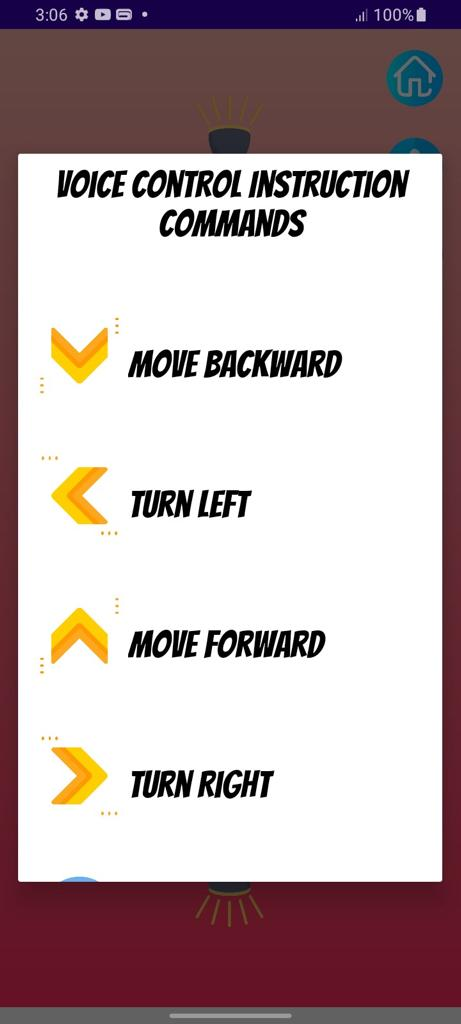 3:06 100%
VOICE CONTROL INSTRUCTION
COMMANDS
MOVE BACKWARD
TURN LEFT
MOVE FORWARD
TURN RIGHT